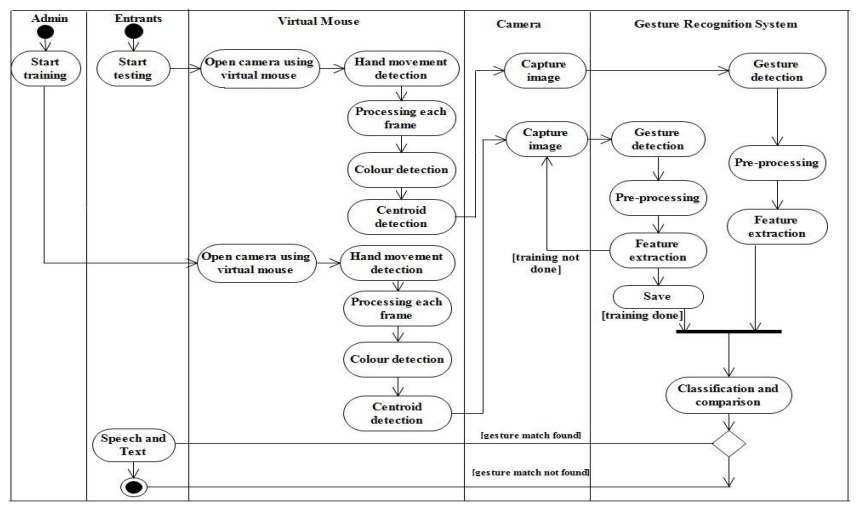 Admin
Entrants
Virtual Mouse
Camera
Gesture Recognition System
Start
training
Start
testing
Open camera using
virtual mouse
Hand movement
detection
Capture
image
Gesture
detection
Processing each
frame
Capture
image
Gesture
detection
Pre-processing
Colour detection
Pre-processing
Centroid
detection
Feature
extraction
Open camera using
virtual mouse
Hand movement
detection
[training not
done]
Feature
extraction
Save
Processing each
frame
[training done]
Colour detection
Classification and
comparison
Centroid
detection
Speech and
Text
[gesture match found]
[gesture match not found]